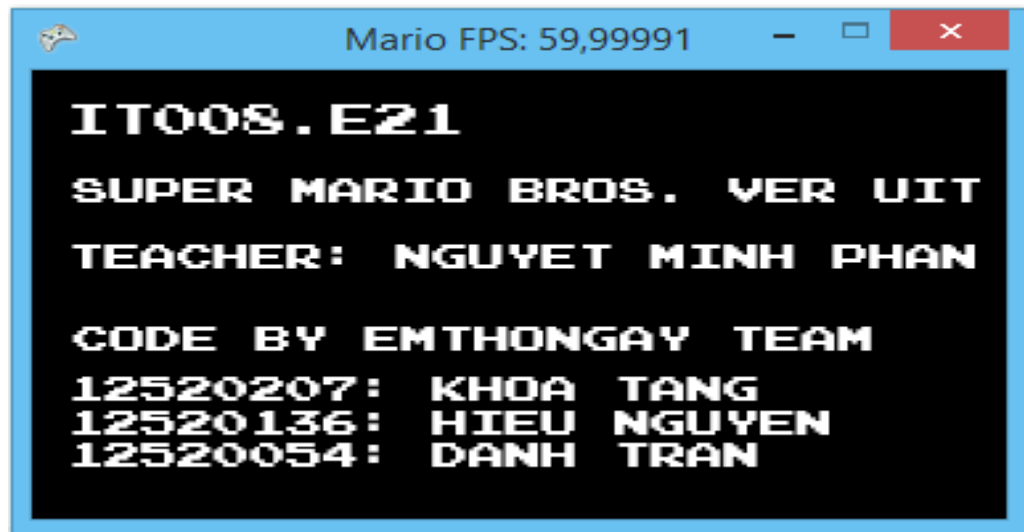 Mario FPS: 59,99991
IT008.E21
SUPER MARIO BROS. VER UIT
TEACHER: NGUYET MINH PHAN
CODE BY EMTHONGAY TEAM
12520207: KHOA TANG
12520136: HIEU NGUYEN
12520054: DANH TRAN